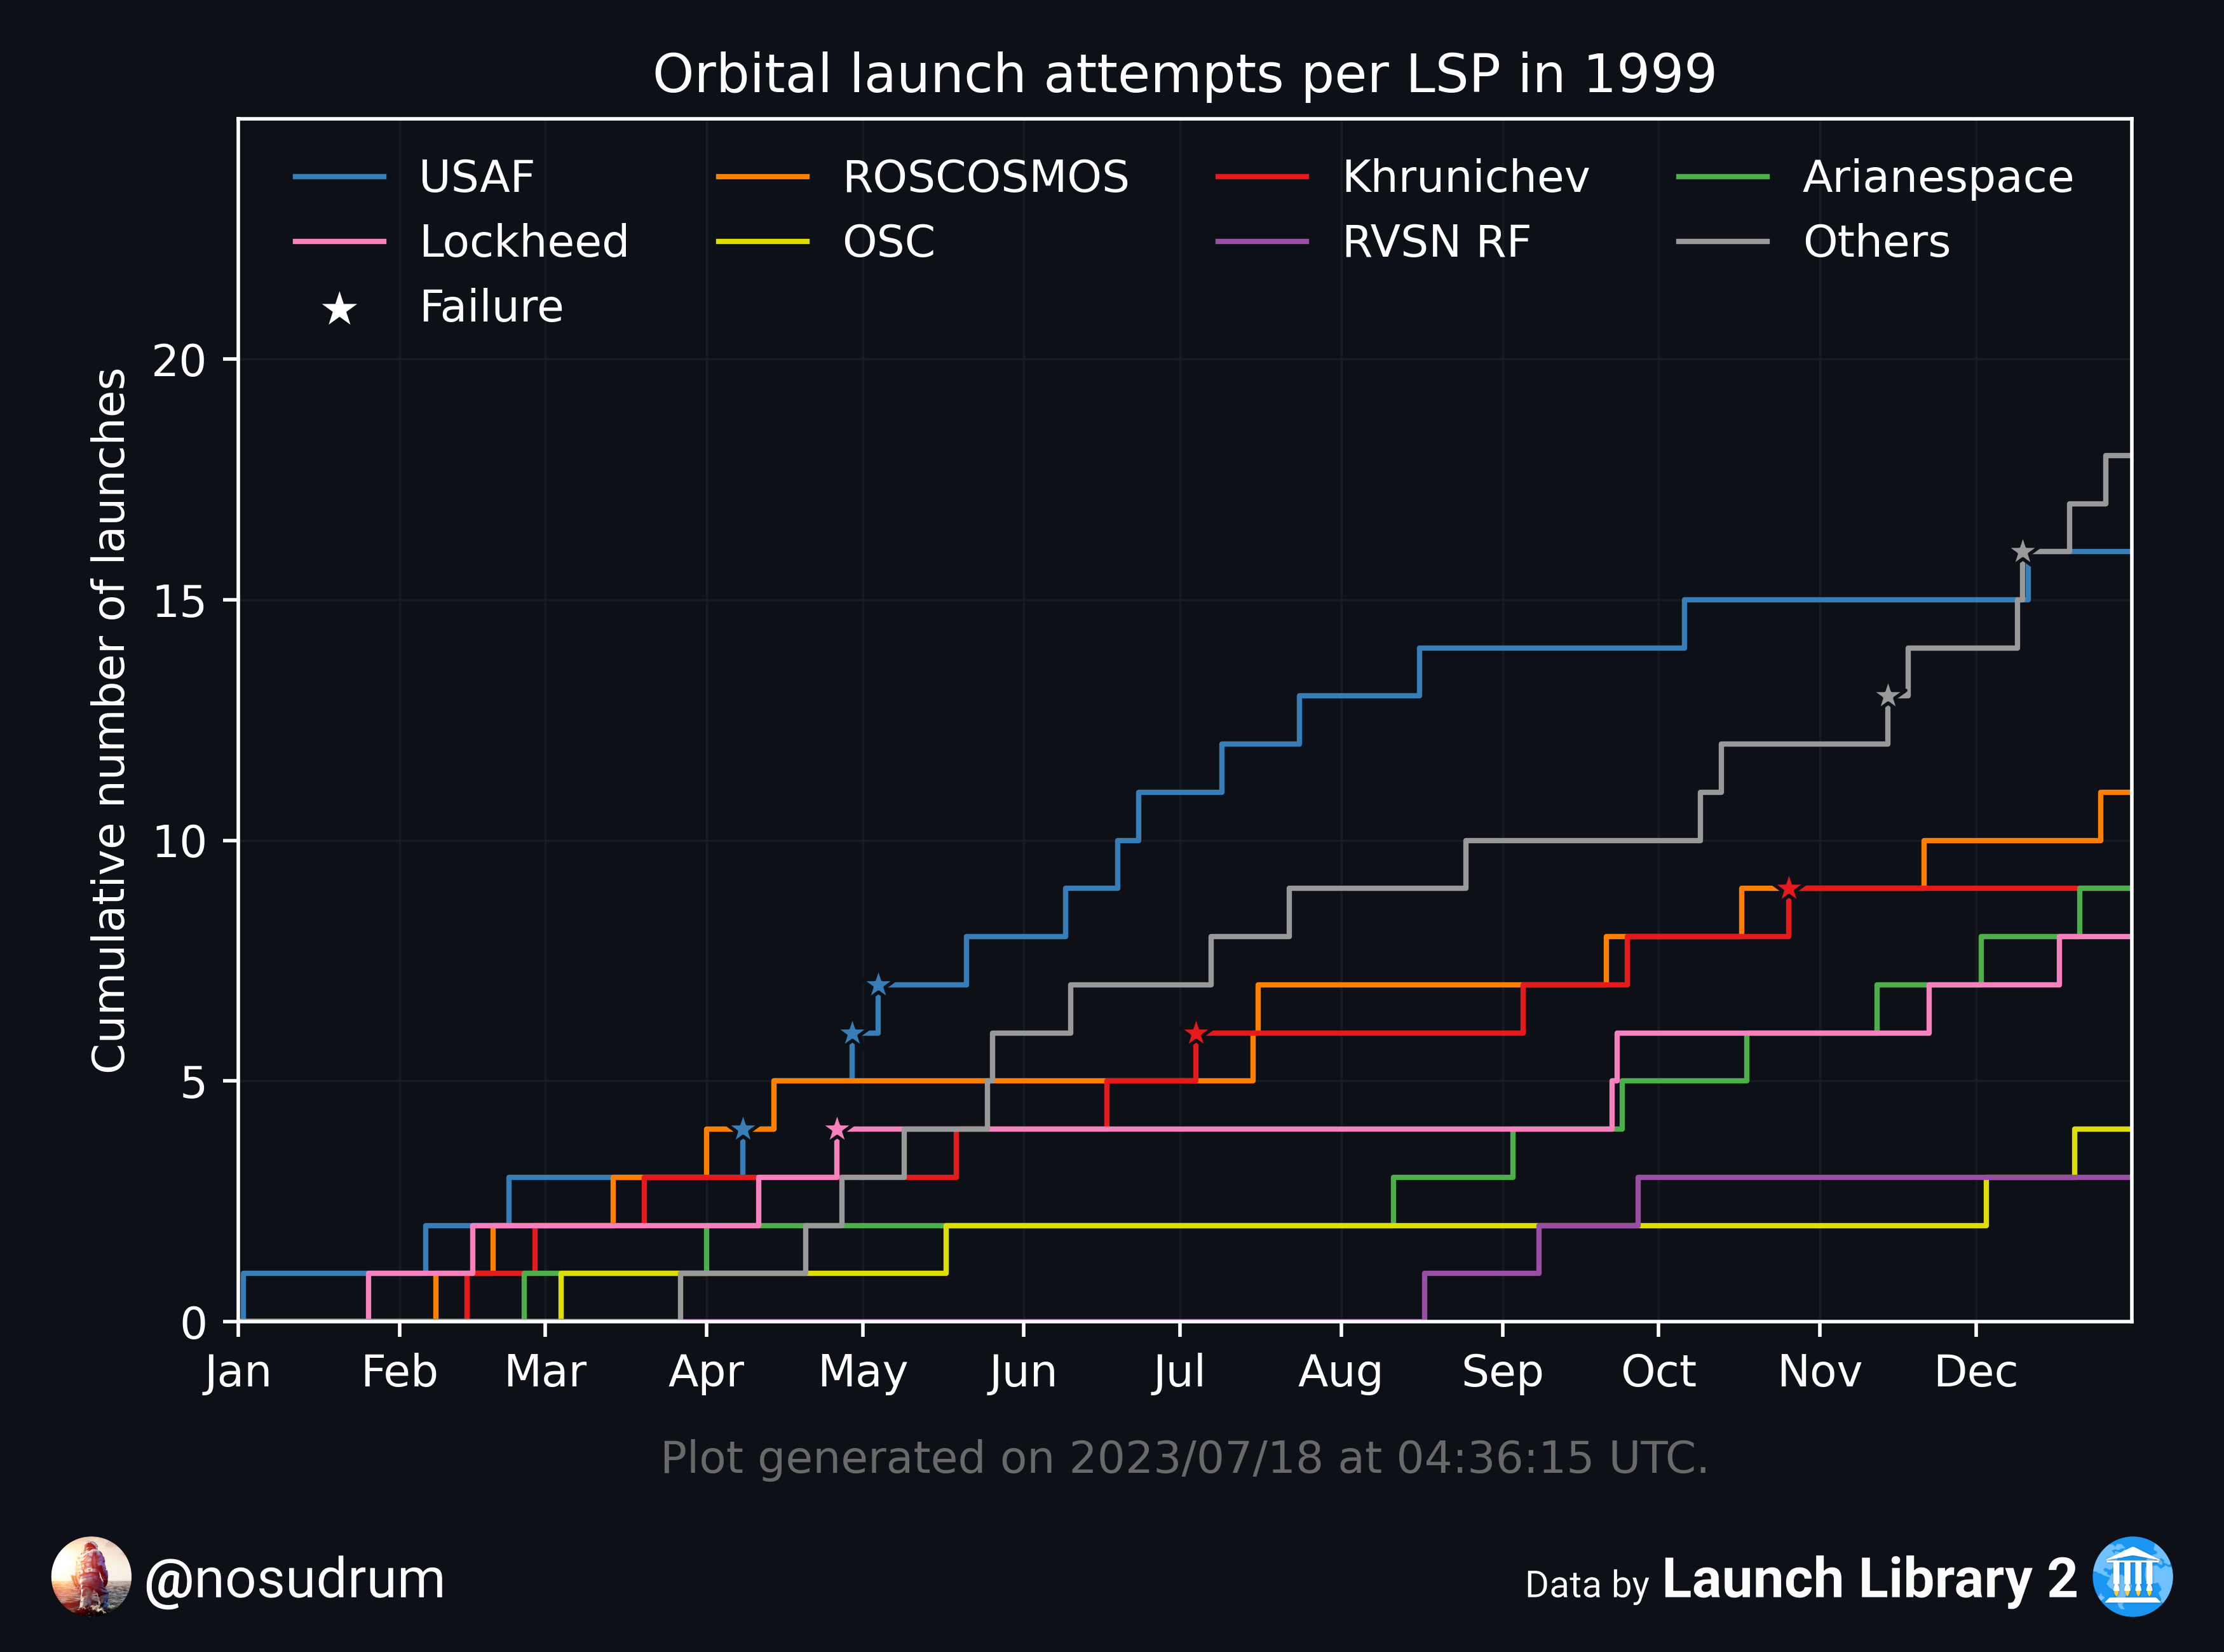 Orbital launch attempts per LSP in 1999
USAF ROSCOSMOS Khrunichev Arianespace
Lockheed OSC RVSN RF Others
Failure
Cumulative number of launches
20
15
10
5
0
Jan Feb Mar Apr May Jun Jul Aug Sep Oct Nov Dec
Plot generated on 2023/07/18 at 04:36:15 UTC.
@nosudrum
Data by Launch Library 2